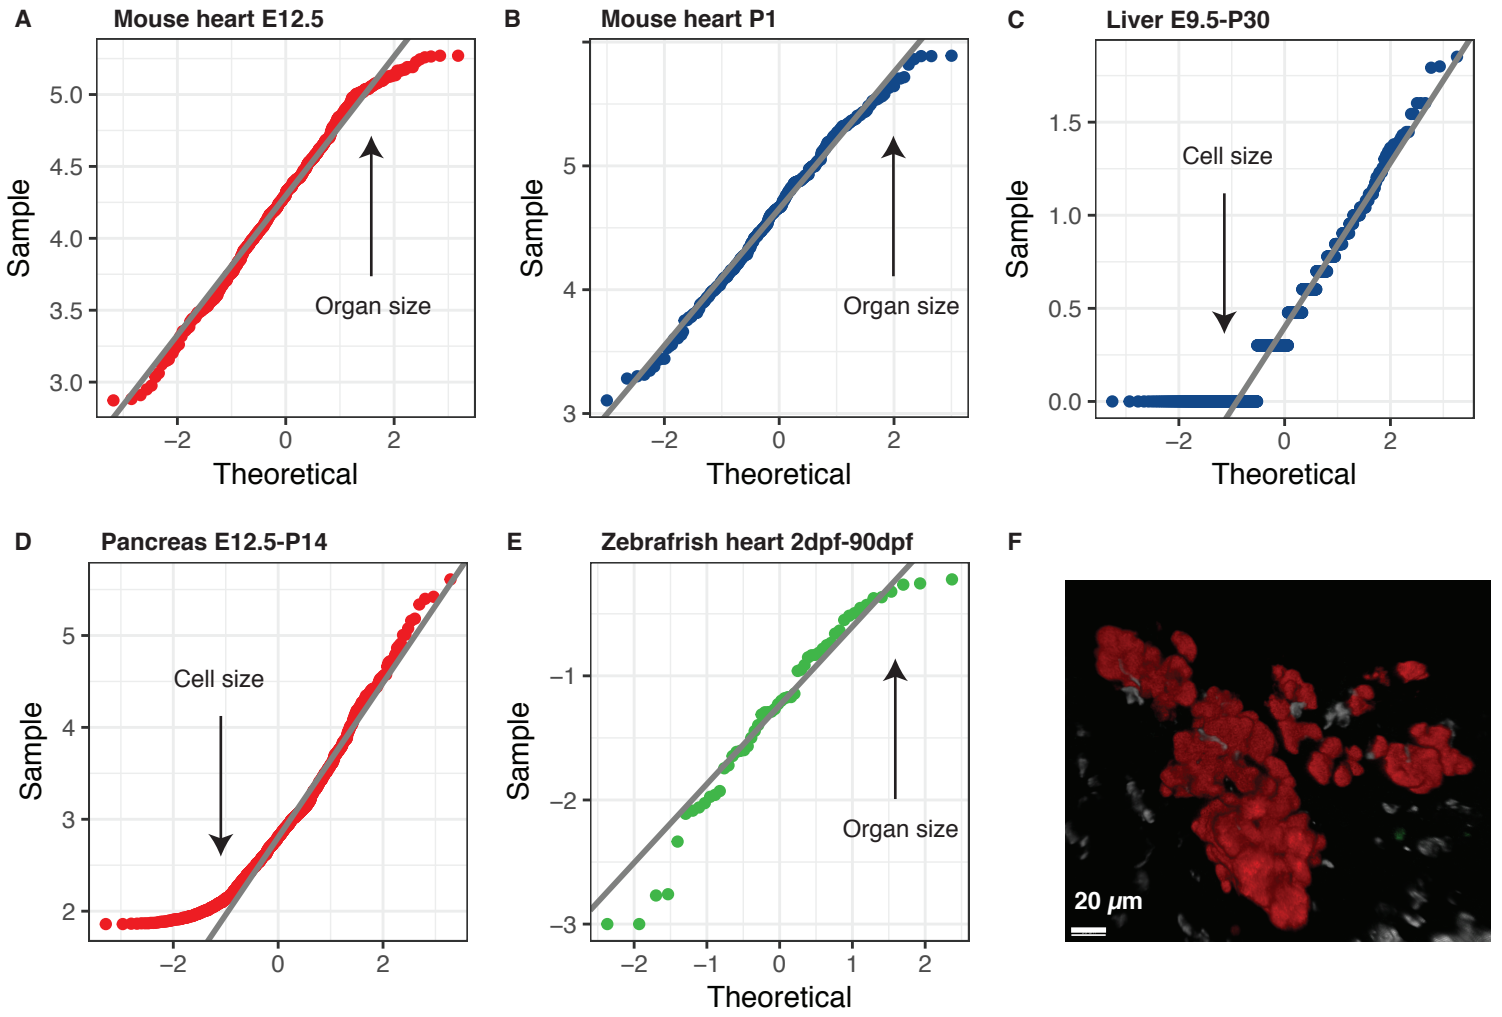 A Mouse heart E12.5
Sample
5.0
4.5
4.0
3.5
3.0
Organ size
−2 0 2
Theoretical
B Mouse heart P1
Sample
5
4
3
Organ size
−2 0 2
Theoretical
C Liver E9.5-P30
Sample
1.5
1.0
0.5
0.0
Cell size
−2 0 2
Theoretical
D Pancreas E12.5-P14
Sample
5
4
3
2
Cell size
−2 0 2
Theoretical
E Zebrafrish heart 2dpf-90dpf
Sample
−1
−2
−3
Organ size
−2 −1 0 1 2
Theoretical
F
20 µm